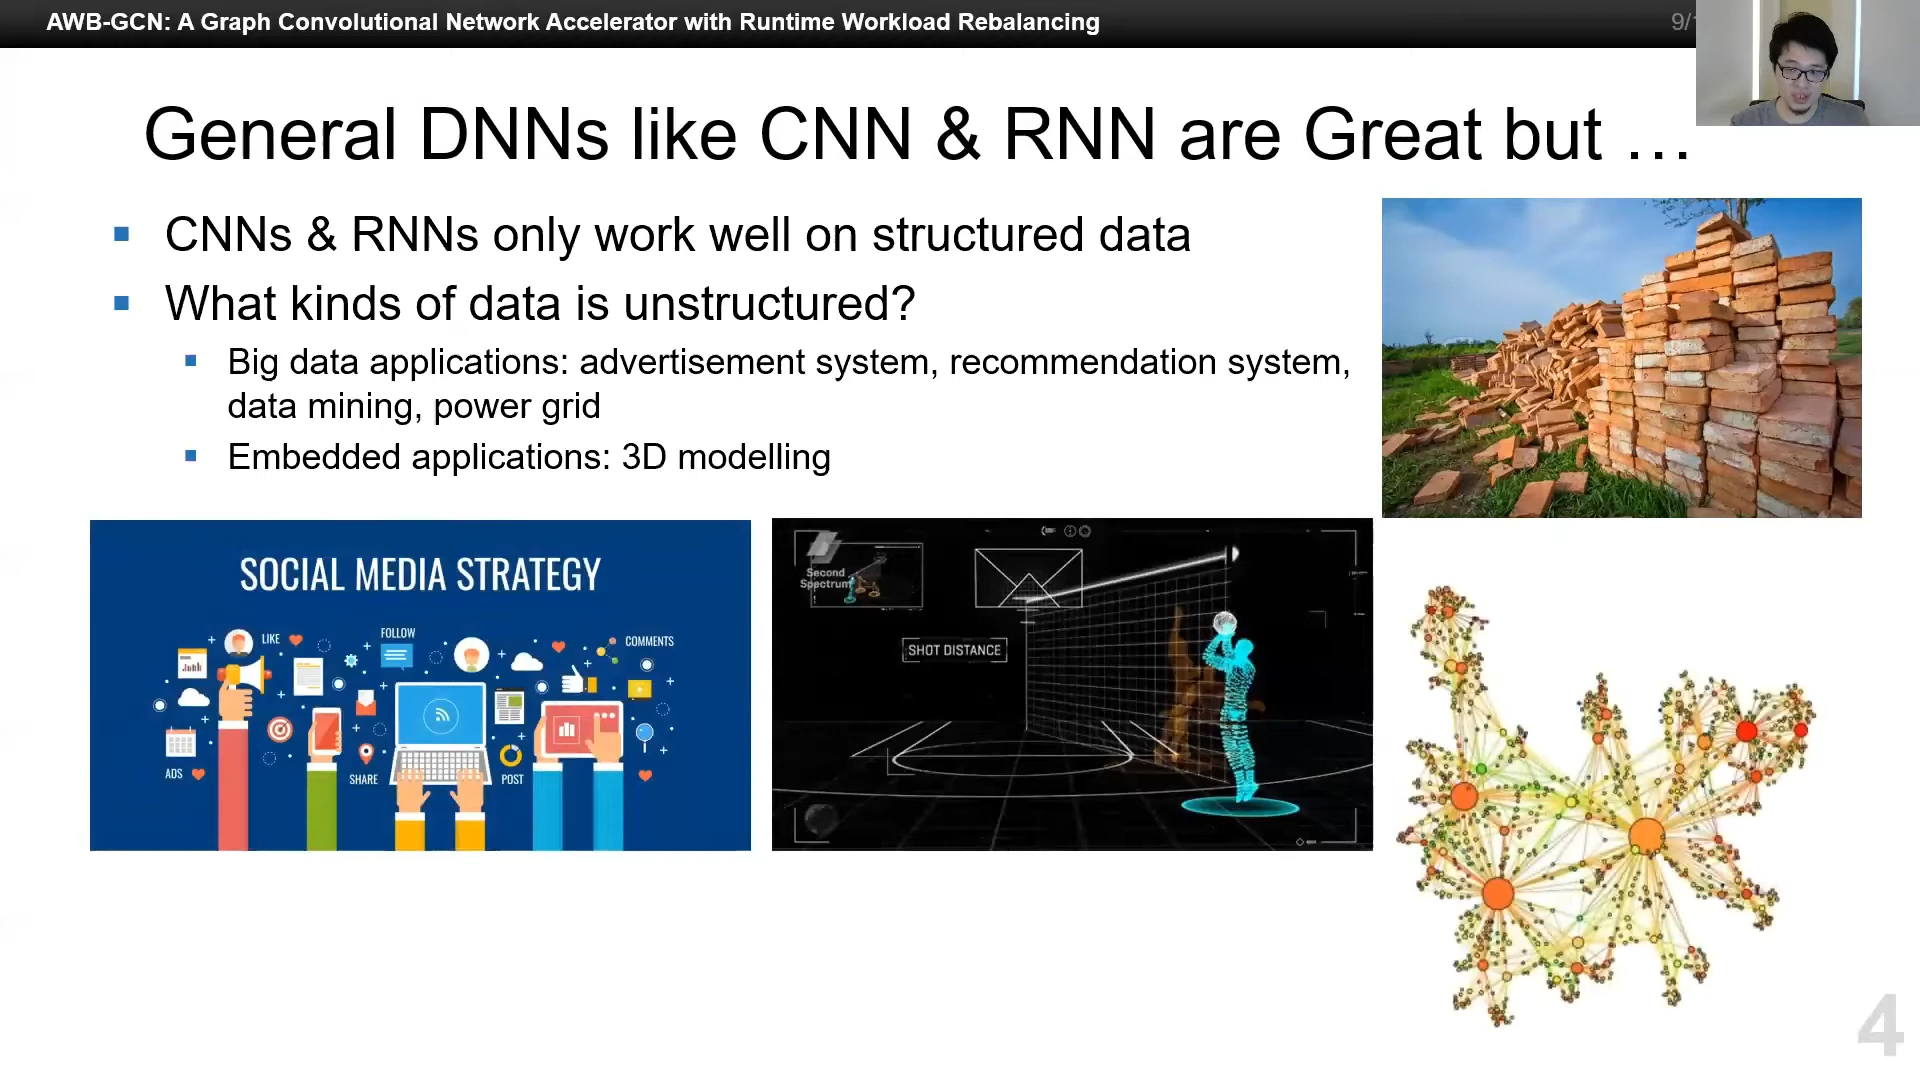 AWB-GCN: A Graph Convolutional Network Accelerator with Runtime Workload Rebalancing
9/
General DNNs like CNN & RNN are Great but …
CNNs & RNNs only work well on structured data
What kinds of data is unstructured?
Big data applications: advertisement system, recommendation system,
data mining, power grid
Embedded applications: 3D modelling
SOCIAL MEDIA STRATEGY
LIKE
FOLLOW
COMMENTS
ADS
SHARE
POST
Second
Spectrum
SHOT DISTANCE
4